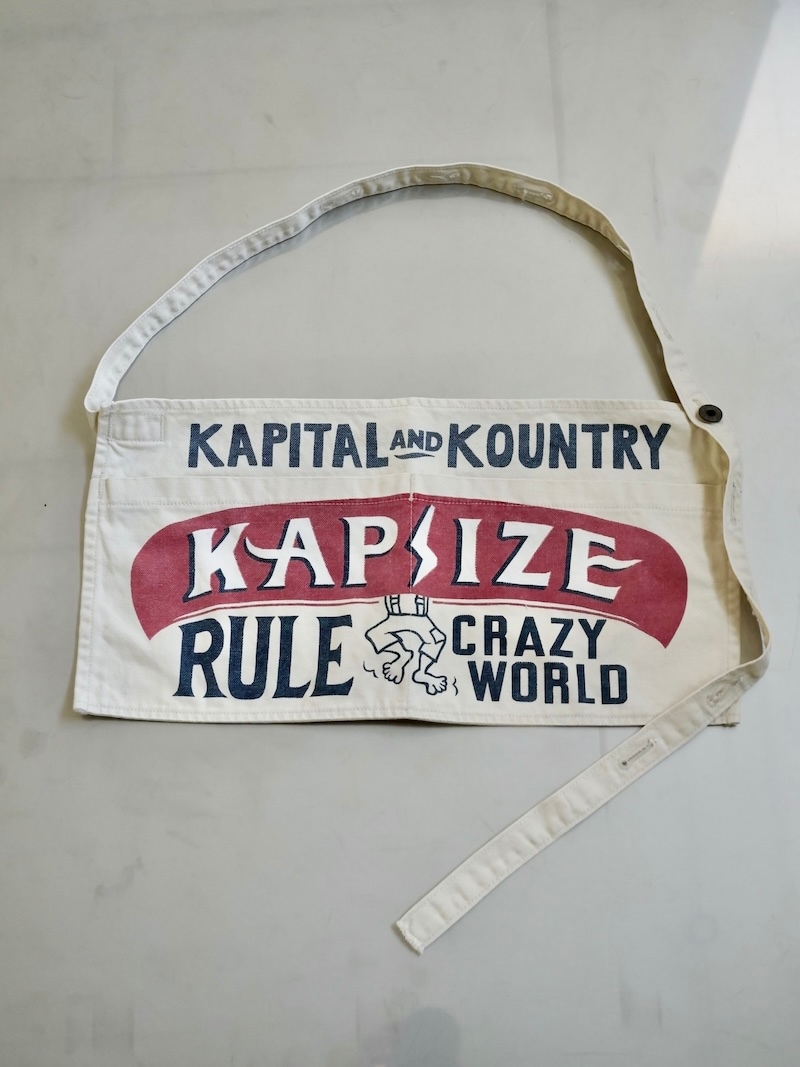 KAPITAL AND KOUNTRY
KAPSIZE
RULE CRAZY
WORLD